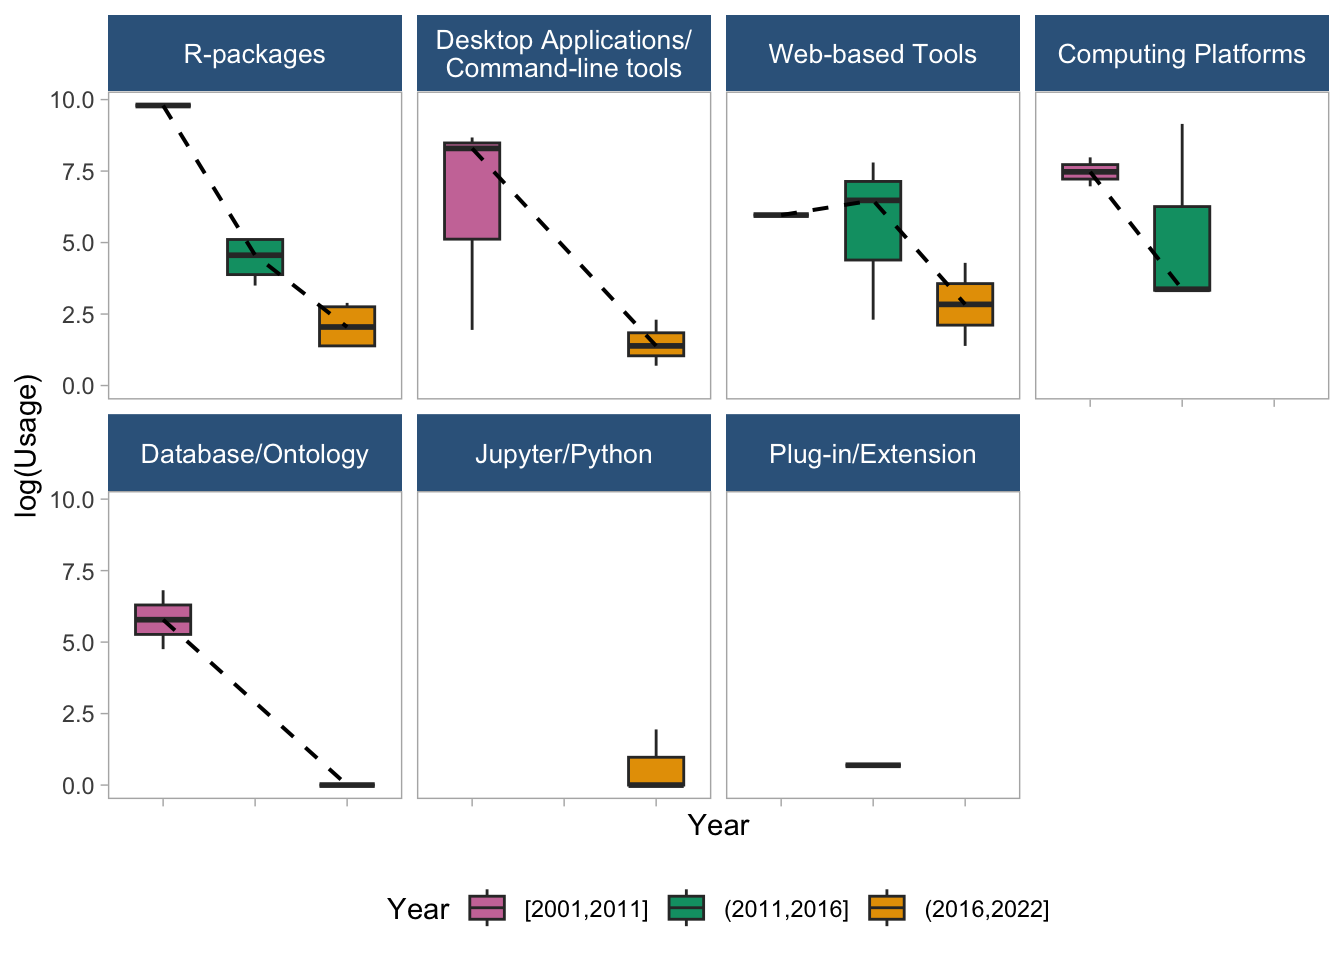 R-packages
Desktop Applications/
Command-line tools
Web-based Tools
Computing Platforms
10.0
7.5
5.0
2.5
0.0
log(Usage)
Database/Ontology
Jupyter/Python
Plug-in/Extension
10.0
7.5
5.0
2.5
0.0
Year
Year [2001,2011] (2011,2016] (2016,2022]